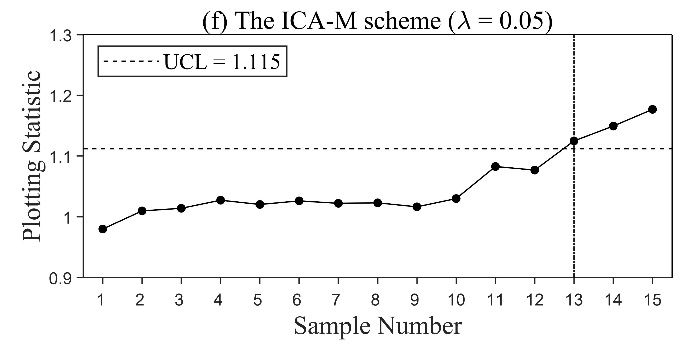 (f) The ICA-M scheme (λ = 0.05)
1.3
UCL = 1.115
1.2
1.1
1
0.9
Plotting Statistic
1 2 3 4 5 6 7 8 9 10 11 12 13 14 15
Sample Number